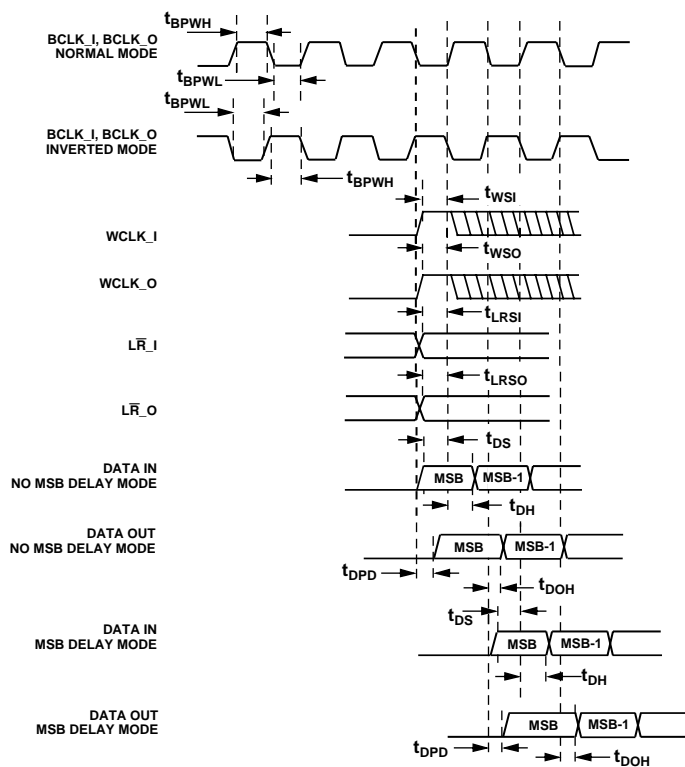 tBPWH
BCLK_I, BCLK_O
NORMAL MODE
tBPWL
tBPWL
BCLK_I, BCLK_O
INVERTED MODE
tBPWH
tWSI
WCLK_I
tWSO
WCLK_O
tLRSI
LR̅_I
tLRSO
LR̅_O
tDS
DATA IN
NO MSB DELAY MODE
MSB
MSB-1
tDH
DATA OUT
NO MSB DELAY MODE
MSB
MSB-1
tDPD
tDOH
tDS
DATA IN
MSB DELAY MODE
MSB
MSB-1
tDH
DATA OUT
MSB DELAY MODE
MSB
MSB-1
tDPD
tDOH